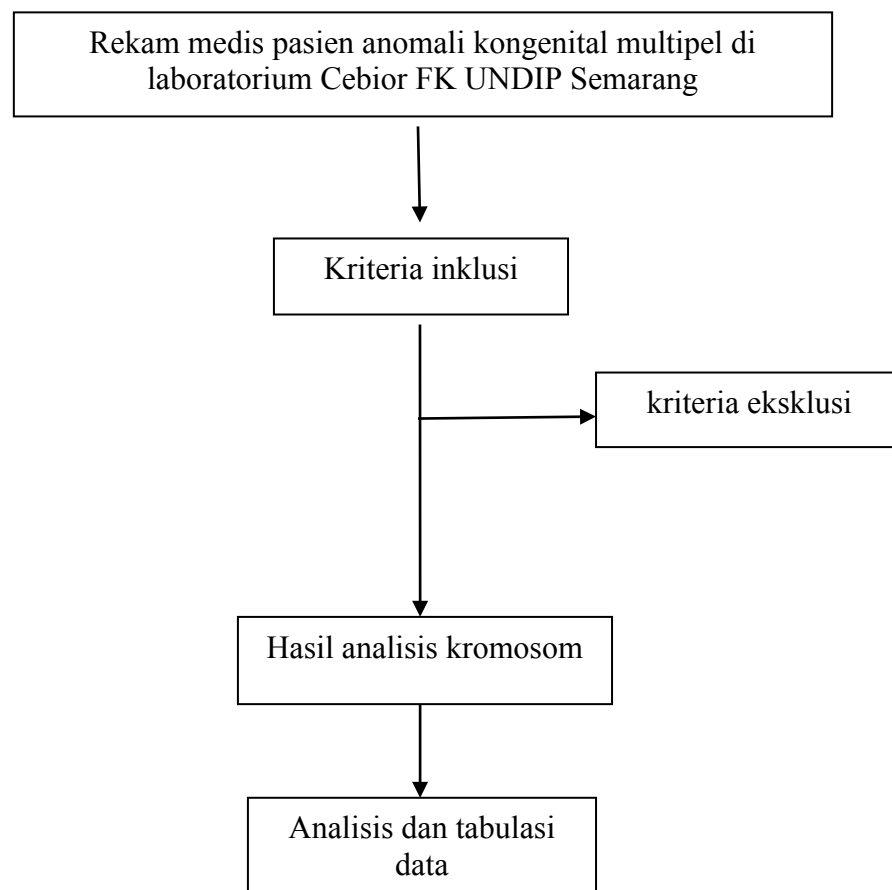 Rekam medis pasien anomali kongenital multipel di
laboratorium Cebior FK UNDIP Semarang
Kriteria inklusi
kriteria eksklusi
Hasil analisis kromosom
Analisis dan tabulasi
data